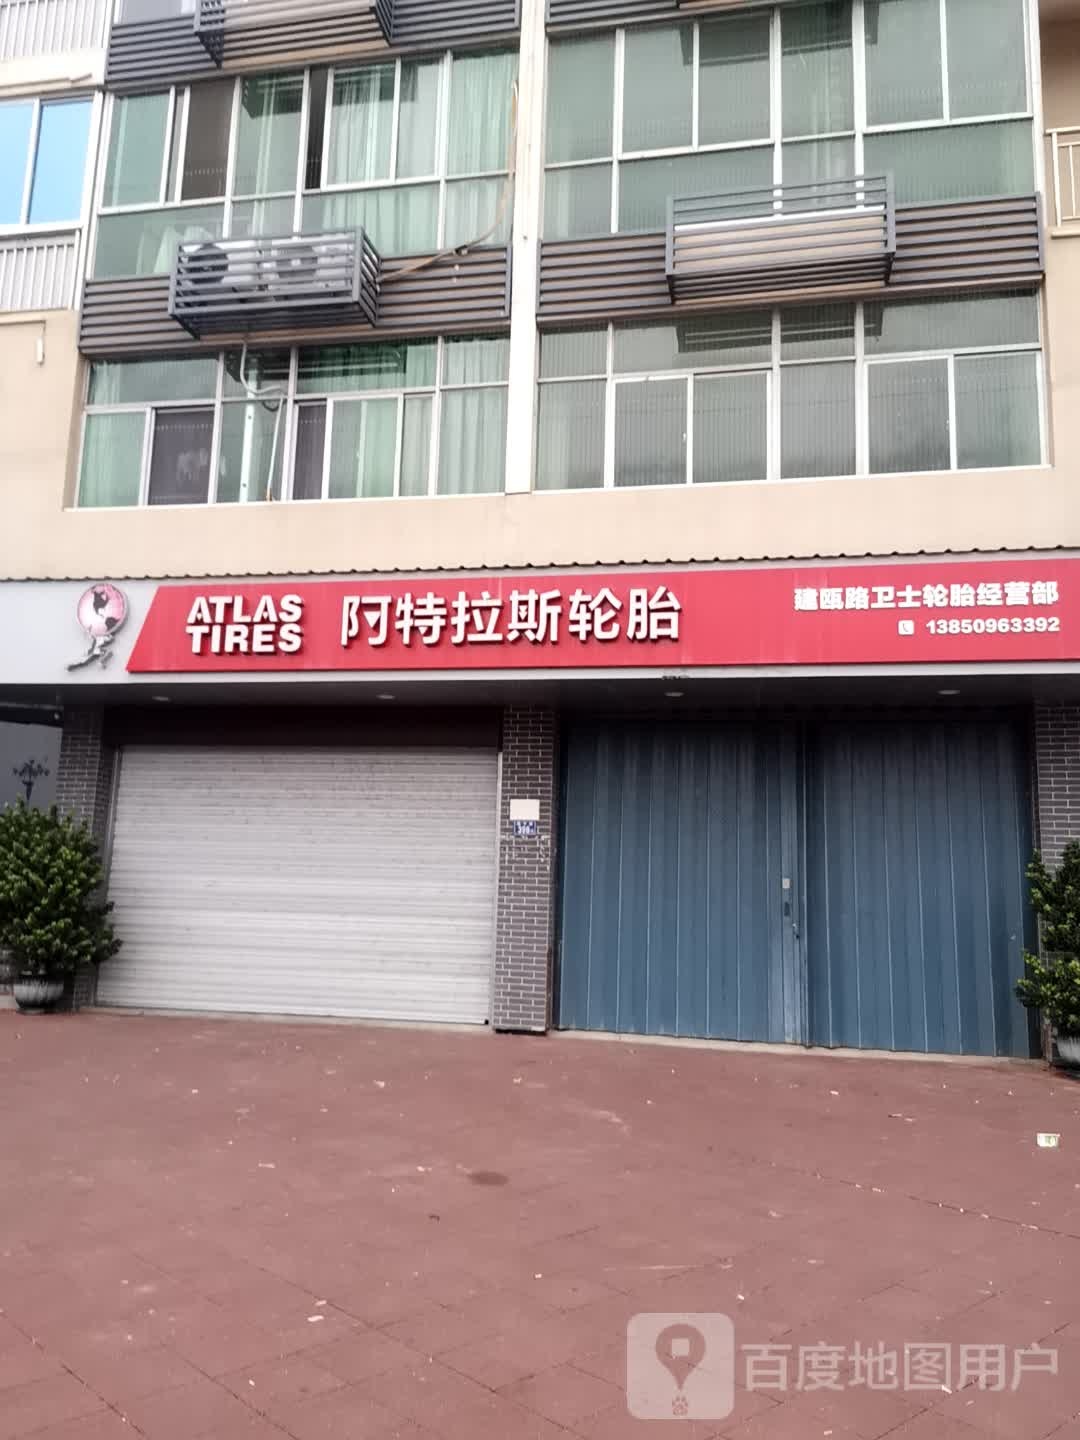 ATLAS
TIRES
阿特拉斯轮胎
建瓯路卫士轮胎经营部
13850963392
百度地图用户